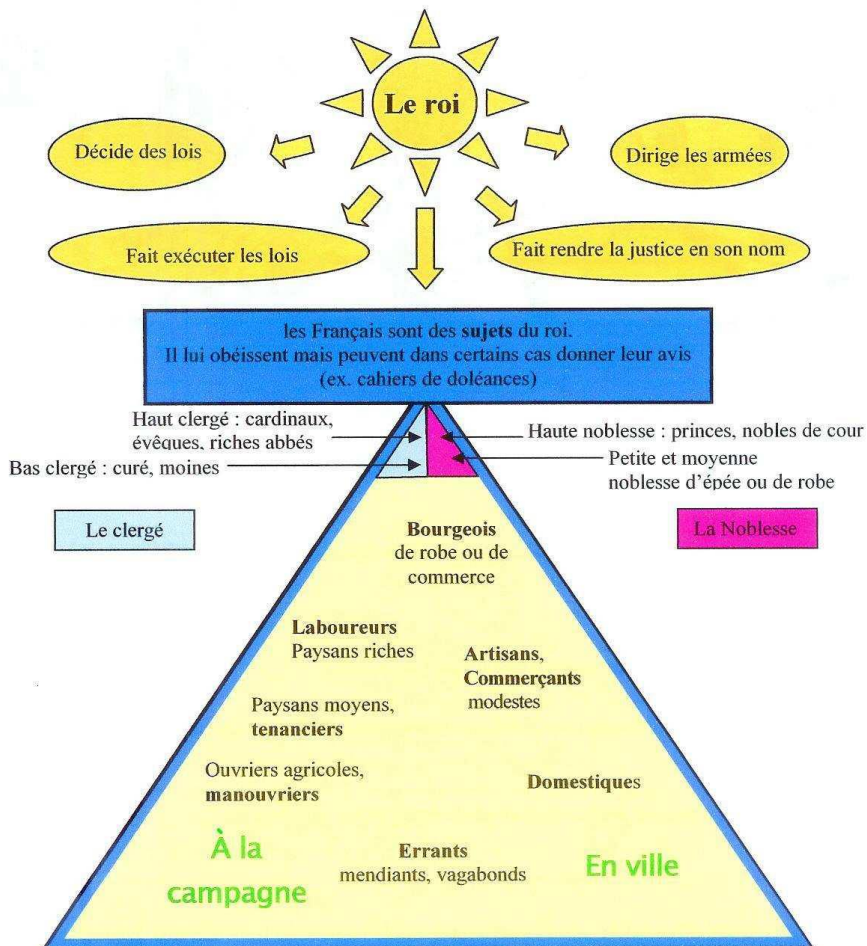 Le roi
Décide des lois
Dirige les armées
Fait exécuter les lois
Fait rendre la justice en son nom
les Français sont des sujets du roi.
Il lui obéissent mais peuvent dans certains cas donner leur avis
(ex. cahiers de doléances)
Haut clergé : cardinaux,
évêques, riches abbés
Bas clergé : curé, moines
Haute noblesse : princes, nobles de cour
Petite et moyenne
noblesse d'épée ou de robe
Le clergé
La Noblesse
Bourgeois
de robe ou de
commerce
Laboureurs
Paysans riches
Artisans,
Commerçants
modestes
Paysans moyens,
tenanciers
Ouvriers agricoles,
manouvriers
Domestiques
À la
campagne
Errants
mendiants, vagabonds
En ville